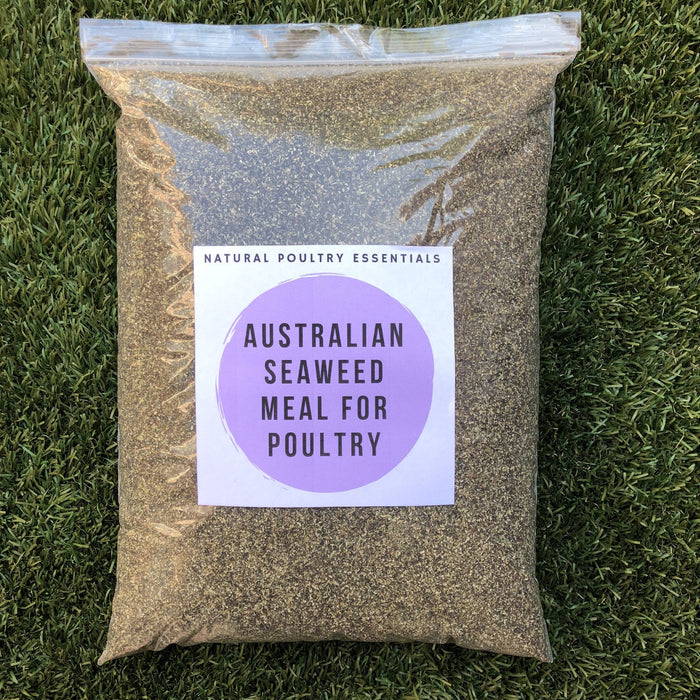 NATURAL POULTRY ESSENTIALS
AUSTRALIAN
SEAWEED
MEAL FOR
POULTRY